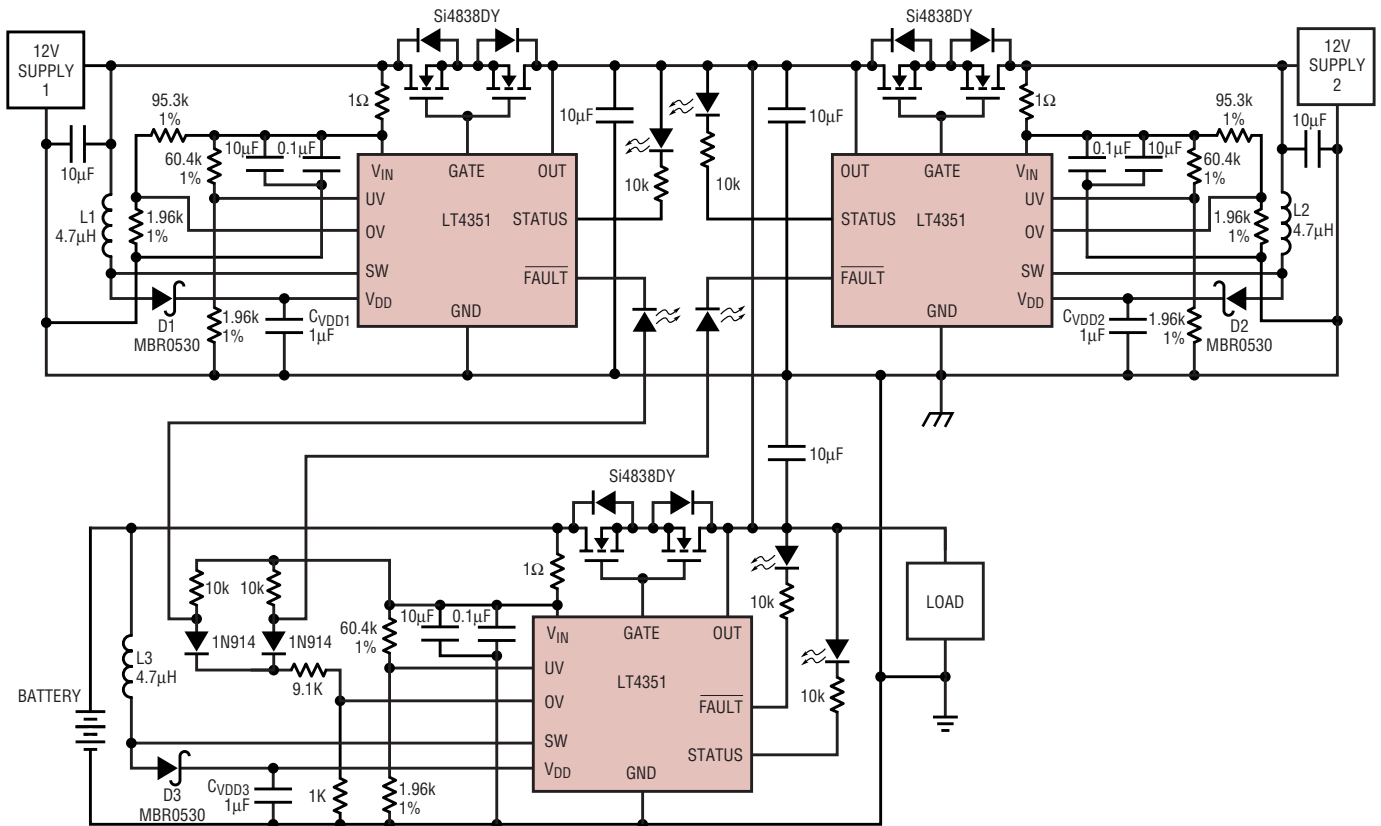 Si4838DY
Si4838DY
12V
SUPPLY
1
12V
SUPPLY
2
95.3k
1%
1Ω
10µF
10µF
1Ω
95.3k
1%
10µF
60.4k
1%
10µF
0.1µF
10k
10k
0.1µF
10µF
60.4k
1%
10µF
VIN
GATE
OUT
UV
LT4351
STATUS
OV
SW
FAULT
VDD
GND
OUT
GATE
VIN
UV
STATUS
LT4351
OV
FAULT
SW
VDD
GND
L1
4.7µH
1.96k
1%
1.96k
1%
L2
4.7µH
D1
MBR0530
1.96k
1%
CVDD1
1µF
CVDD2
1µF
1.96k
1%
D2
MBR0530
10µF
Si4838DY
1Ω
10k
10k
1N914
1N914
60.4k
1%
10µF
0.1µF
10k
LOAD
VIN
GATE
OUT
UV
LT4351
OV
FAULT
SW
STATUS
VDD
GND
10k
L3
4.7µH
9.1K
BATTERY
D3
MBR0530
CVDD3
1µF
1K
1.96k
1%